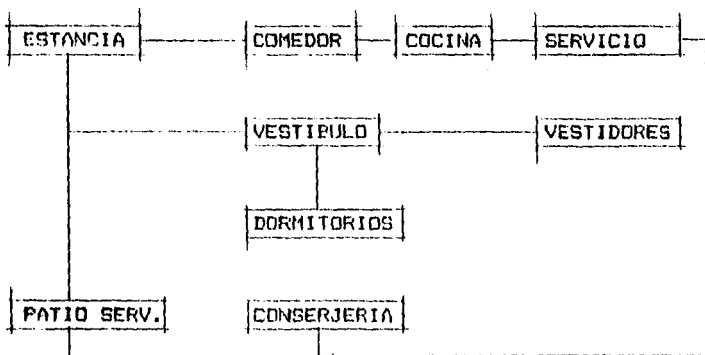 ESTANCIA COMEDOR COCINA SERVICIO
VESTIBULO VESTIDORES
DORMITORIOS
PATIO SERV. CONSERJERIA